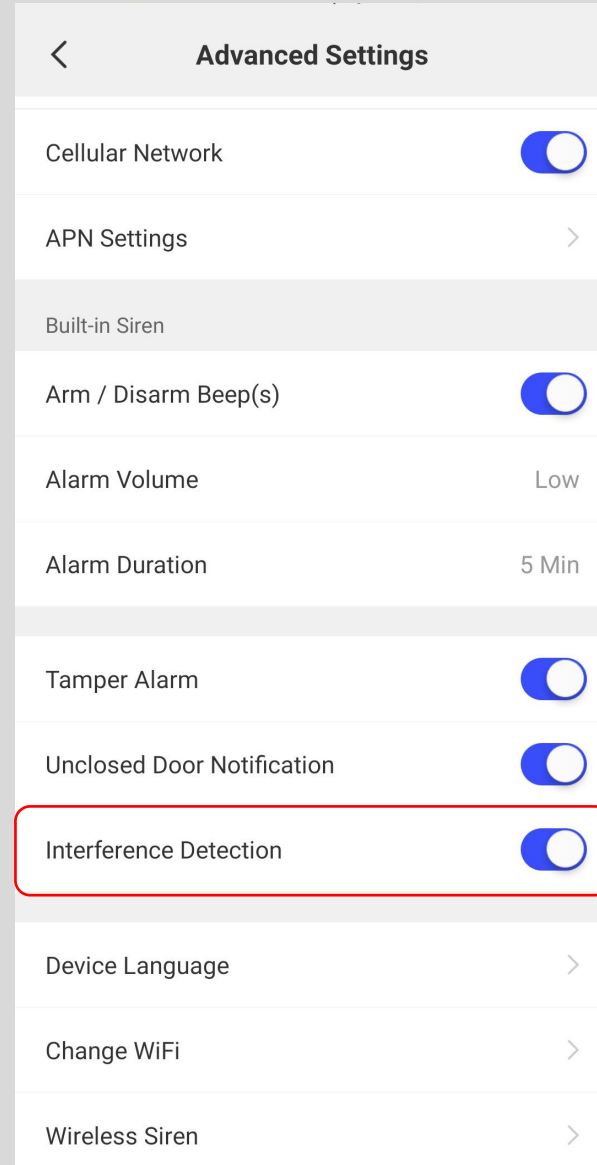 Advanced Settings
Cellular Network
APN Settings
Built-in Siren
Arm / Disarm Beep(s)
Alarm Volume Low
Alarm Duration 5 Min
Tamper Alarm
Unclosed Door Notification
Interference Detection
Device Language
Change WiFi
Wireless Siren